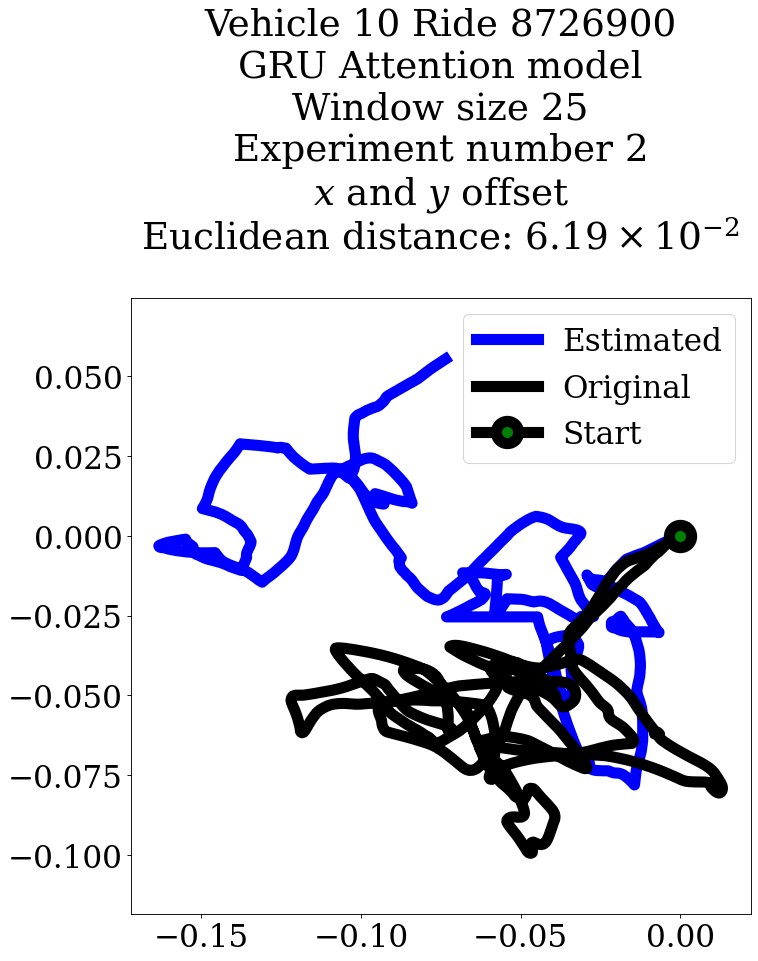 Vehicle 10 Ride 8726900
GRU Attention model
Window size 25
Experiment number 2
x and y offset
Euclidean distance: 6.19 × 10⁻²
Estimated
Original
Start
0.050
0.025
0.000
−0.025
−0.050
−0.075
−0.100
−0.15 −0.10 −0.05 0.00